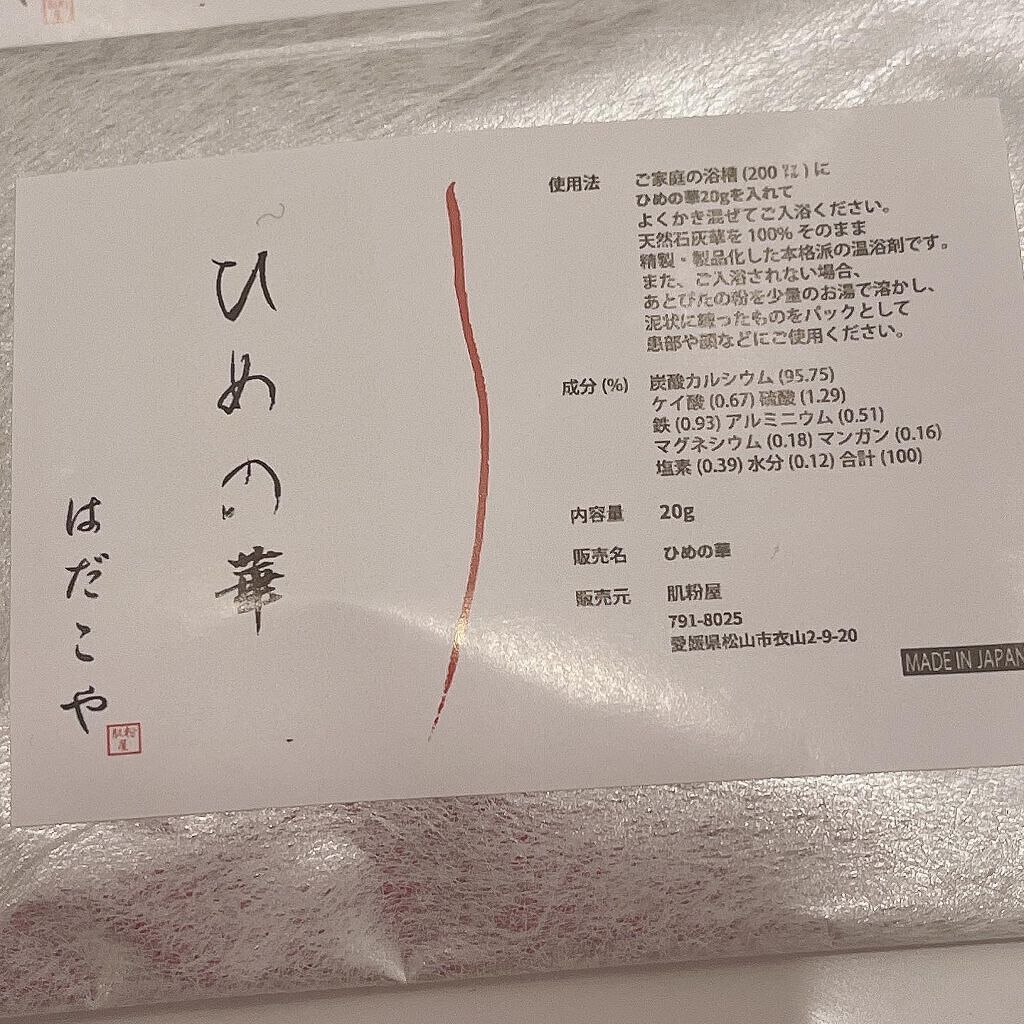 ひめの華
はだこや
肌粉屋
使用法 ご家庭の浴槽 (200 ㍑ ) に
ひめの華20gを入れて
よくかき混ぜてご入浴ください。
天然石灰華を 100% そのまま
精製・製品化した本格派の温浴剤です。
また、ご入浴されない場合、
あとぴたの粉を少量のお湯で溶かし、
泥状に練ったものをパックとして
患部や顔などにご使用ください。
成分 (%) 炭酸カルシウム (95.75)
ケイ酸 (0.67) 硫酸 (1.29)
鉄 (0.93) アルミニウム (0.51)
マグネシウム (0.18) マンガン (0.16)
塩素 (0.39) 水分 (0.12) 合計 (100)
内容量 20g
販売名 ひめの華
販売元 肌粉屋
791-8025
愛媛県松山市衣山2-9-20
MADE IN JAPAN